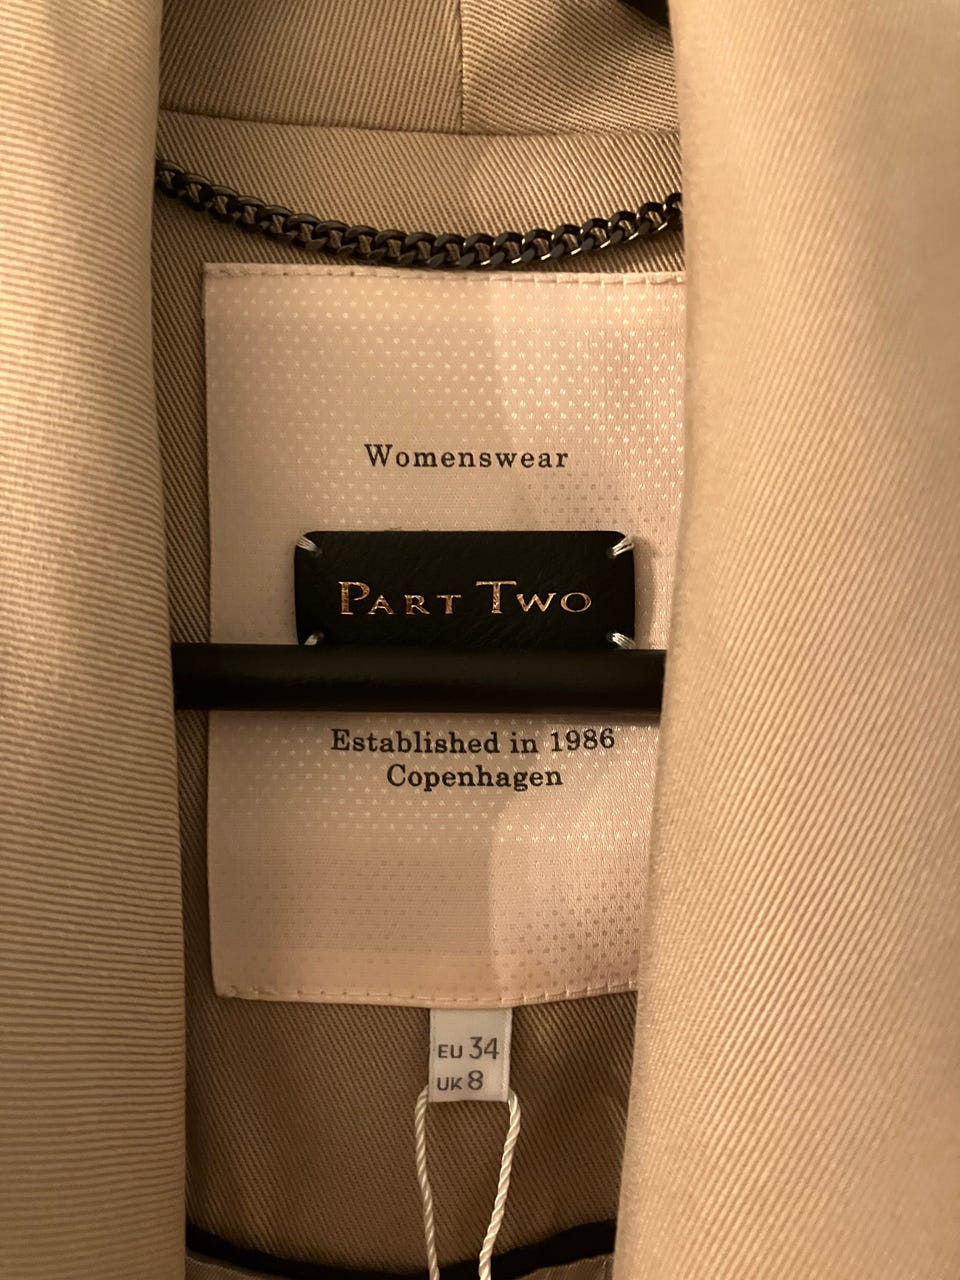 Womenswear
PART TWO
Established in 1986
Copenhagen
EU 34
UK 8